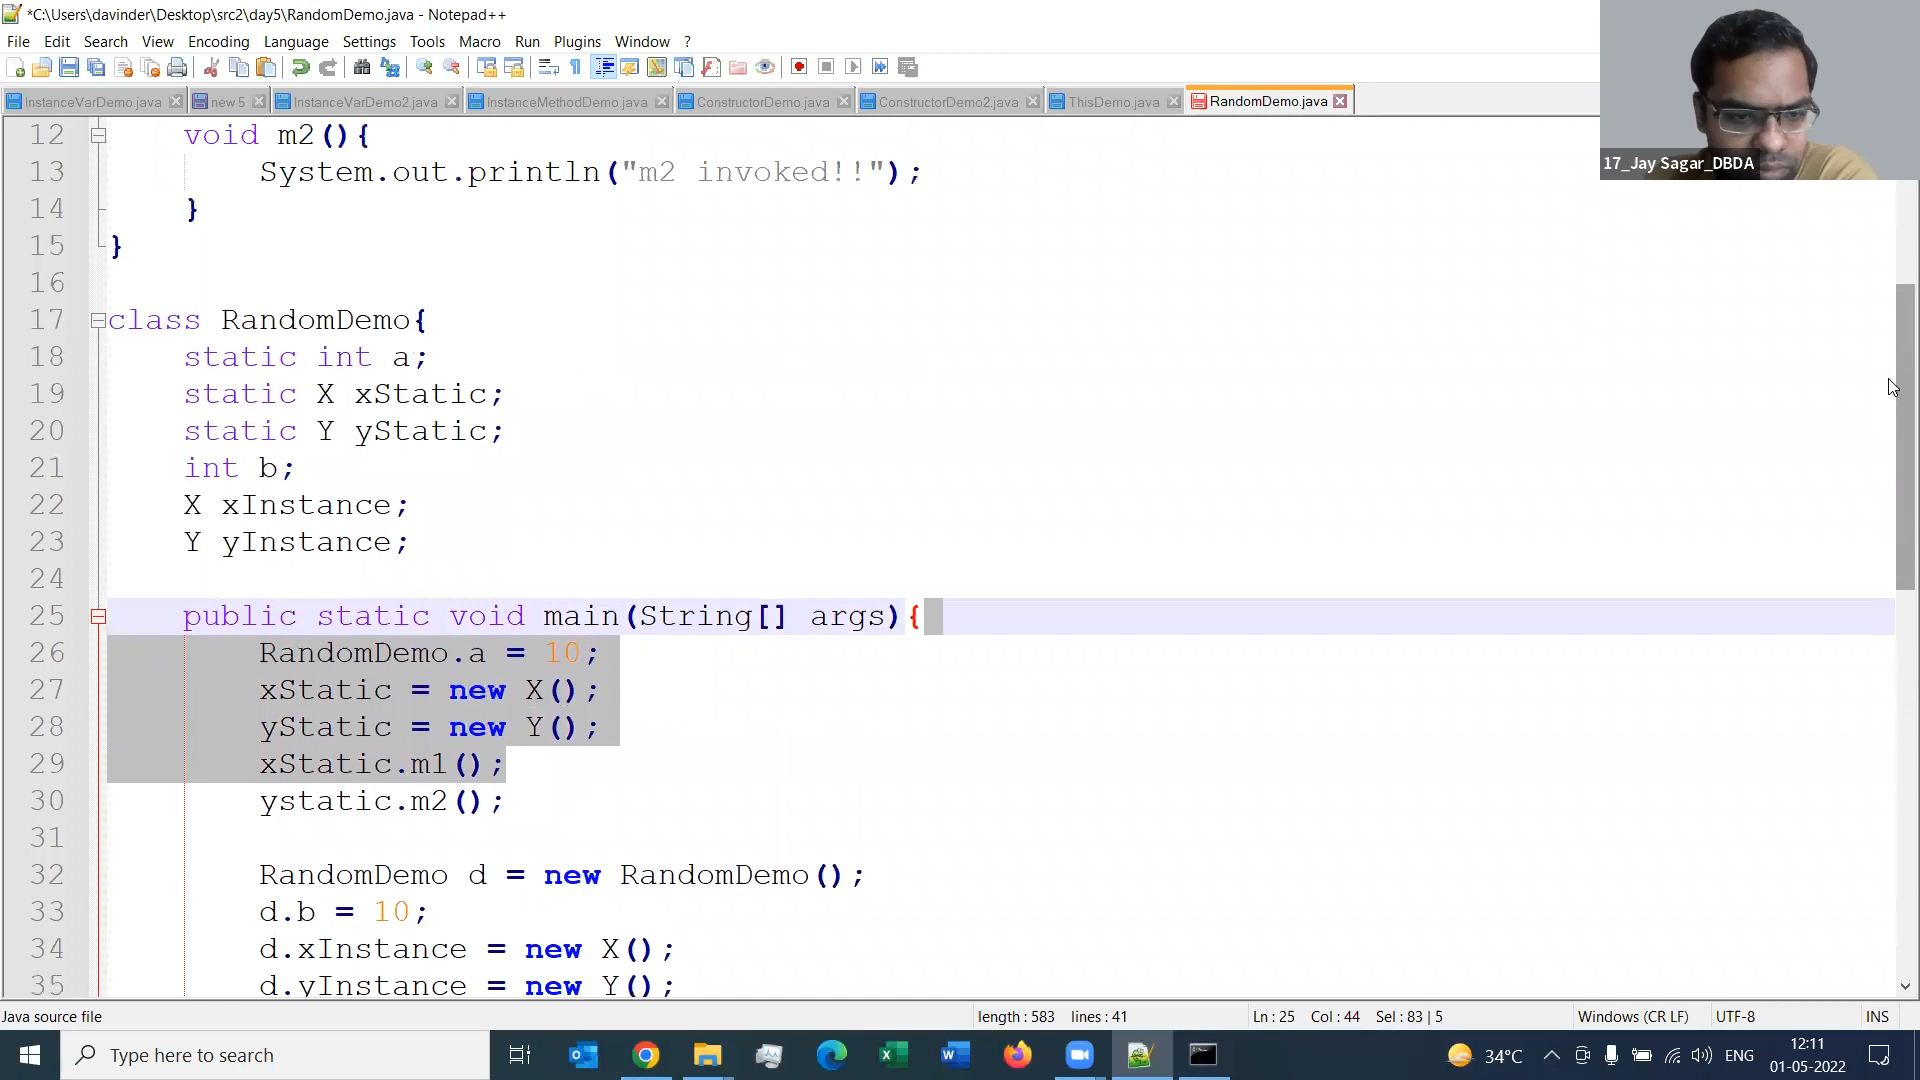 *C:\Users\davinder\Desktop\src2\day5\RandomDemo.java - Notepad++
File Edit Search View Encoding Language Settings Tools Macro Run Plugins Window ?
InstanceVarDemo.java new 5 InstanceVarDemo2.java InstanceMethodDemo.java ConstructorDemo.java ConstructorDemo2.java ThisDemo.java RandomDemo.java
17_Jay Sagar_DBDA
12 void m2(){
13 System.out.println("m2 invoked!!");
14 }
15 }
16
17 class RandomDemo{
18 static int a;
19 static X xStatic;
20 static Y yStatic;
21 int b;
22 X xInstance;
23 Y yInstance;
24
25 public static void main(String[] args){
26 RandomDemo.a = 10;
27 xStatic = new X();
28 yStatic = new Y();
29 xStatic.m1();
30 ystatic.m2();
31
32 RandomDemo d = new RandomDemo();
33 d.b = 10;
34 d.xInstance = new X();
35 d.yInstance = new Y();
Java source file length : 583 lines : 41 Ln : 25 Col : 44 Sel : 83 | 5 Windows (CR LF) UTF-8 INS
Type here to search 34°C ENG 12:11
01-05-2022